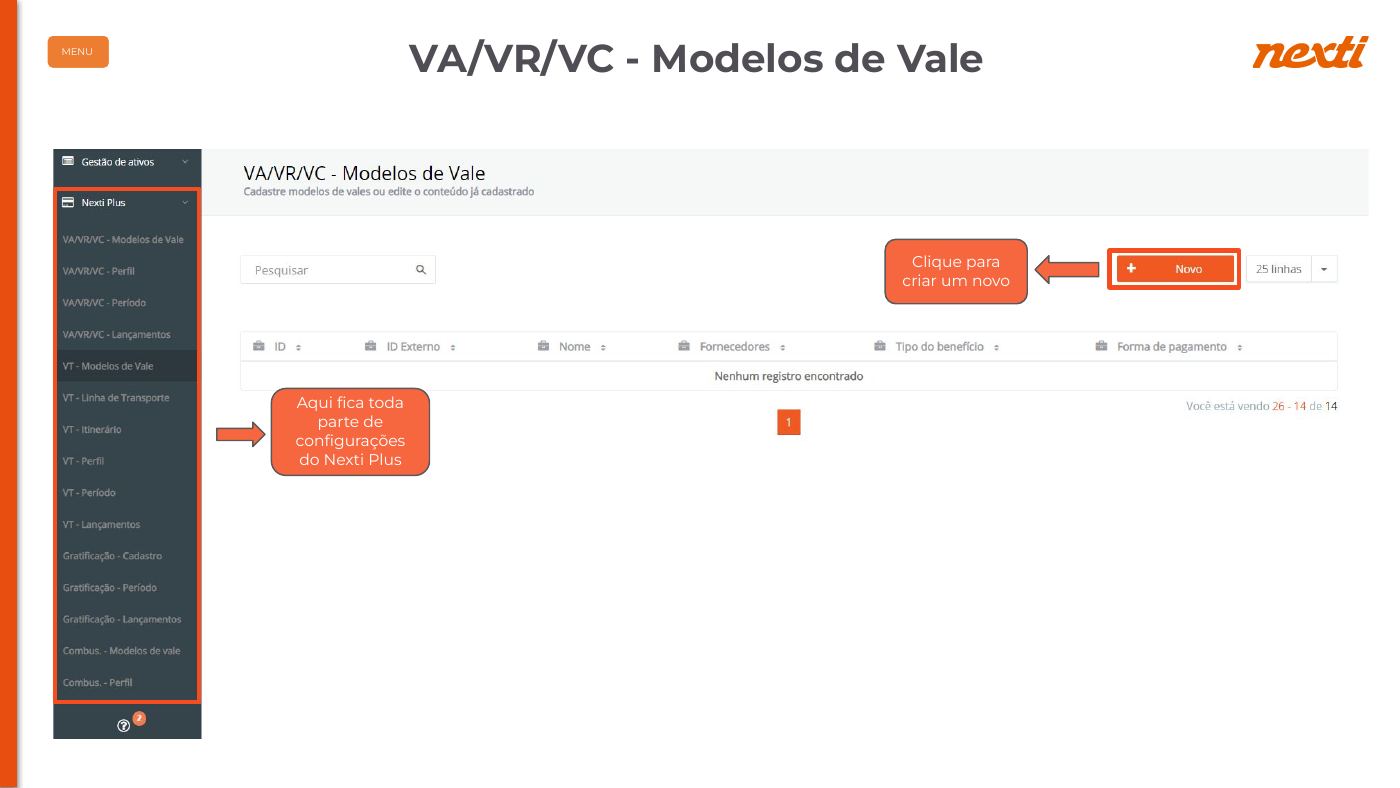 MENU
VA/VR/VC - Modelos de Vale
nexti
Gestão de ativos
Nexti Plus
VA/VR/VC - Modelos de Vale
VA/VR/VC - Perfil
VA/VR/VC - Período
VA/VR/VC - Lançamentos
VT - Modelos de Vale
VT - Linha de Transporte
VT - Itinerário
VT - Perfil
VT - Período
VT - Lançamentos
Gratificação - Cadastro
Gratificação - Período
Gratificação - Lançamentos
Combus. - Modelos de vale
Combus. - Perfil
? 2
VA/VR/VC - Modelos de Vale
Cadastre modelos de vales ou edite o conteúdo já cadastrado
Pesquisar
Clique para
criar um novo
+ Novo
25 linhas
ID ID Externo Nome Fornecedores Tipo do benefício Forma de pagamento
Nenhum registro encontrado
Você está vendo 26 - 14 de 14
1
Aqui fica toda
parte de
configurações
do Nexti Plus